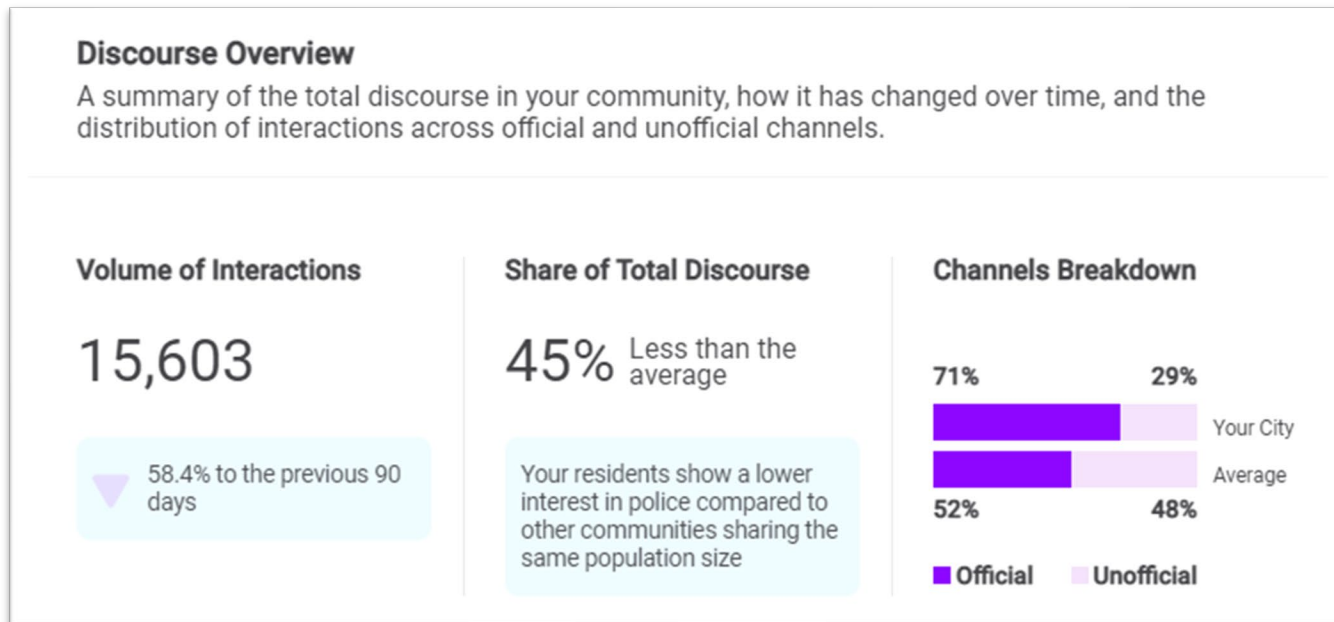 Discourse Overview
A summary of the total discourse in your community, how it has changed over time, and the
distribution of interactions across official and unofficial channels.
Volume of Interactions
15,603
58.4% to the previous 90
days
Share of Total Discourse
45%
Less than the
average
Your residents show a lower
interest in police compared to
other communities sharing the
same population size
Channels Breakdown
71% 29%
Your City
Average
52% 48%
Official Unofficial